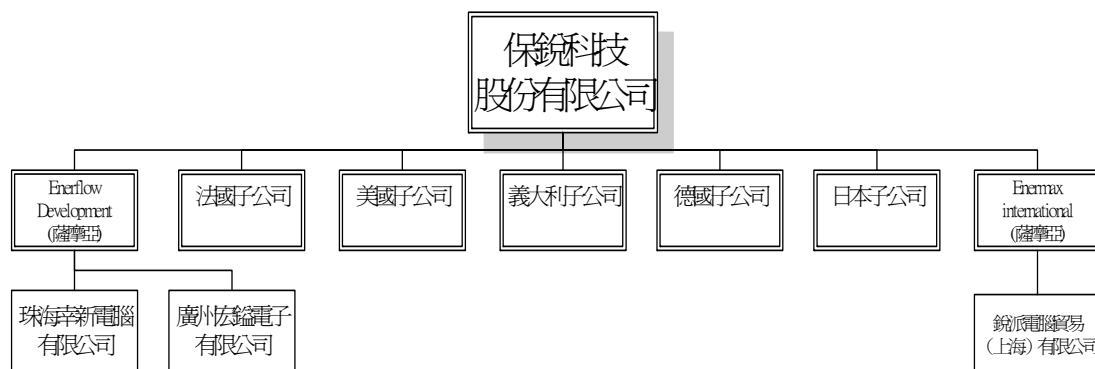 保銳科技
股份有限公司
Enerflow
Development
(薩摩亞)
法國子公司
美國子公司
義大利子公司
德國子公司
日本子公司
Enermax
international
(薩摩亞)
珠海幸新電腦
有限公司
廣州宏鎰電子
有限公司
銳派電腦貿易
（上海）有限公司